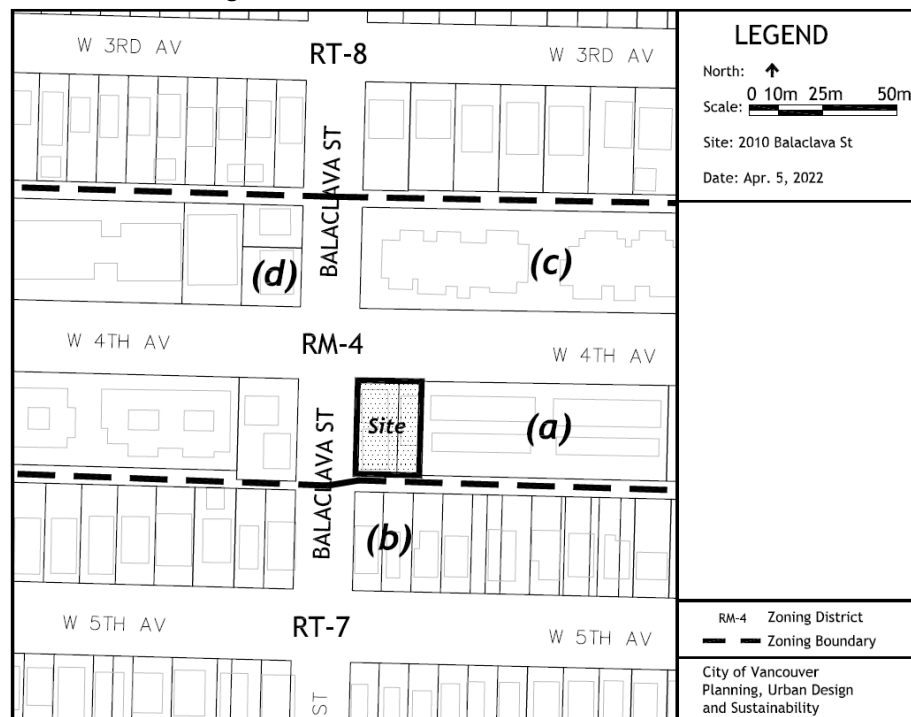 W 3RD AV
RT-8
W 3RD AV
BALACLAVA ST
(d)
(c)
W 4TH AV
RM-4
W 4TH AV
Site
(a)
BALACLAVA ST
(b)
W 5TH AV
RT-7
W 5TH AV
ST
LEGEND
North:
0 10m 25m 50m
Scale:
Site: 2010 Balaclava St
Date: Apr. 5, 2022
RM-4 Zoning District
Zoning Boundary
City of Vancouver
Planning, Urban Design
and Sustainability